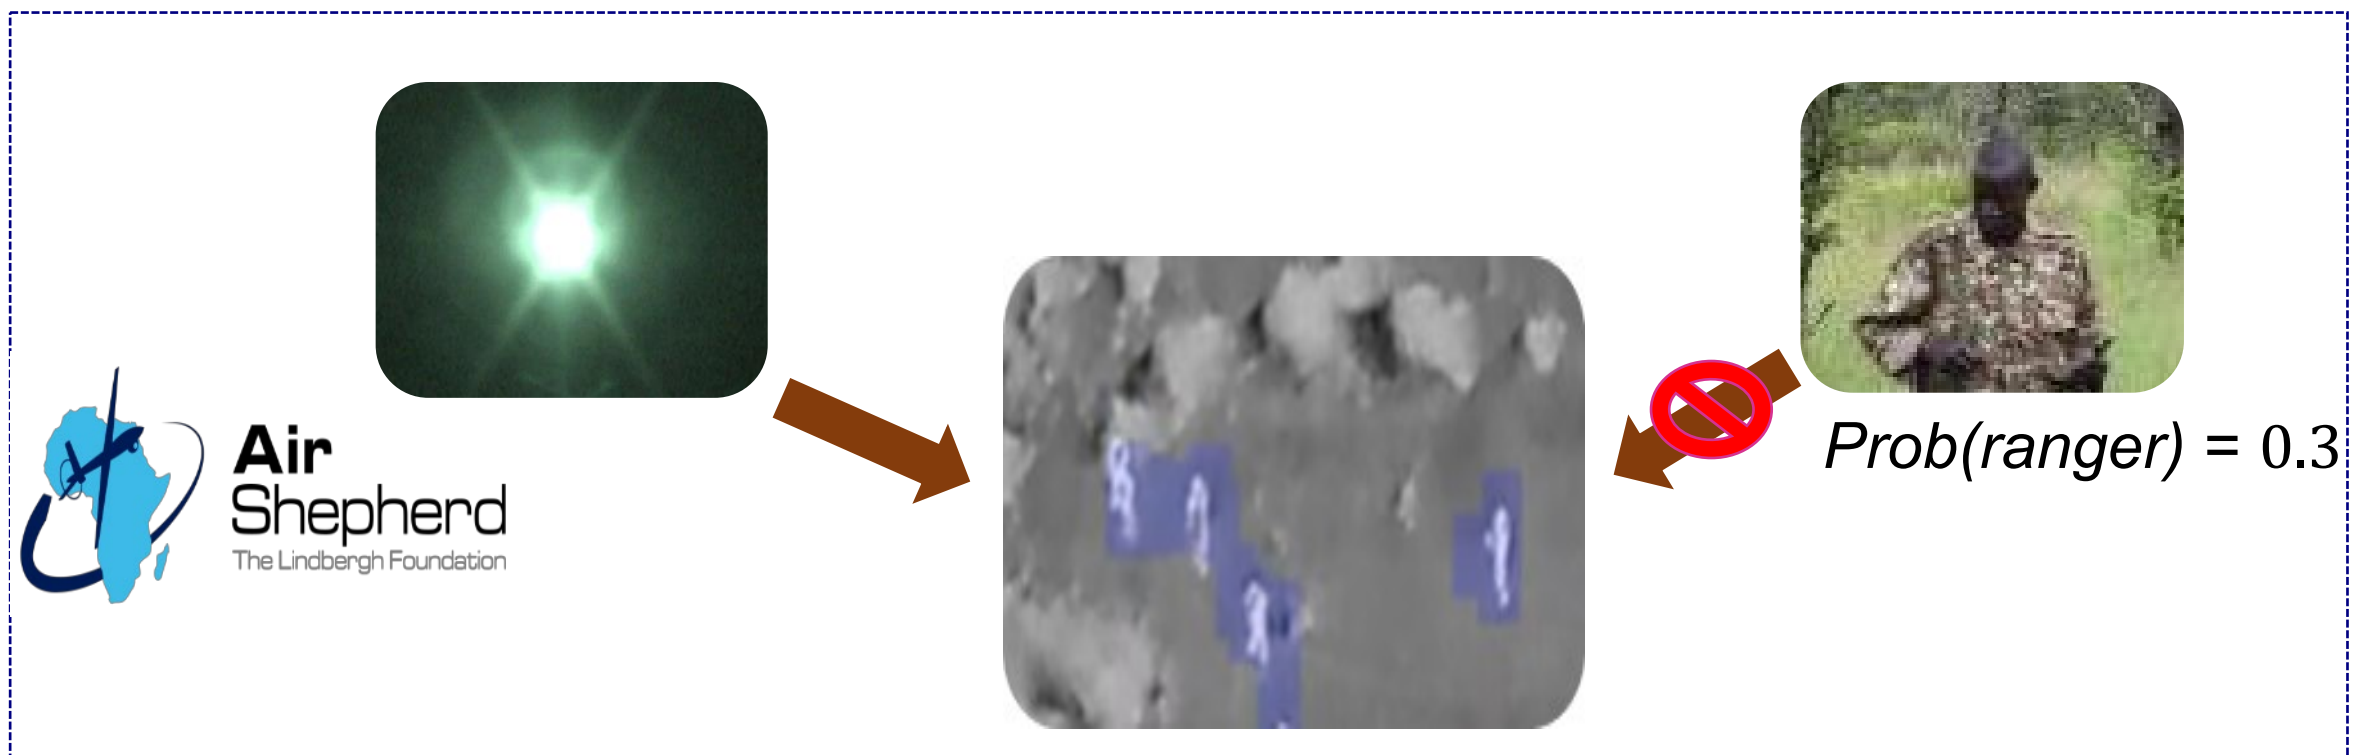 Air
Shepherd
The Lindbergh Foundation
Prob(ranger) = 0.3